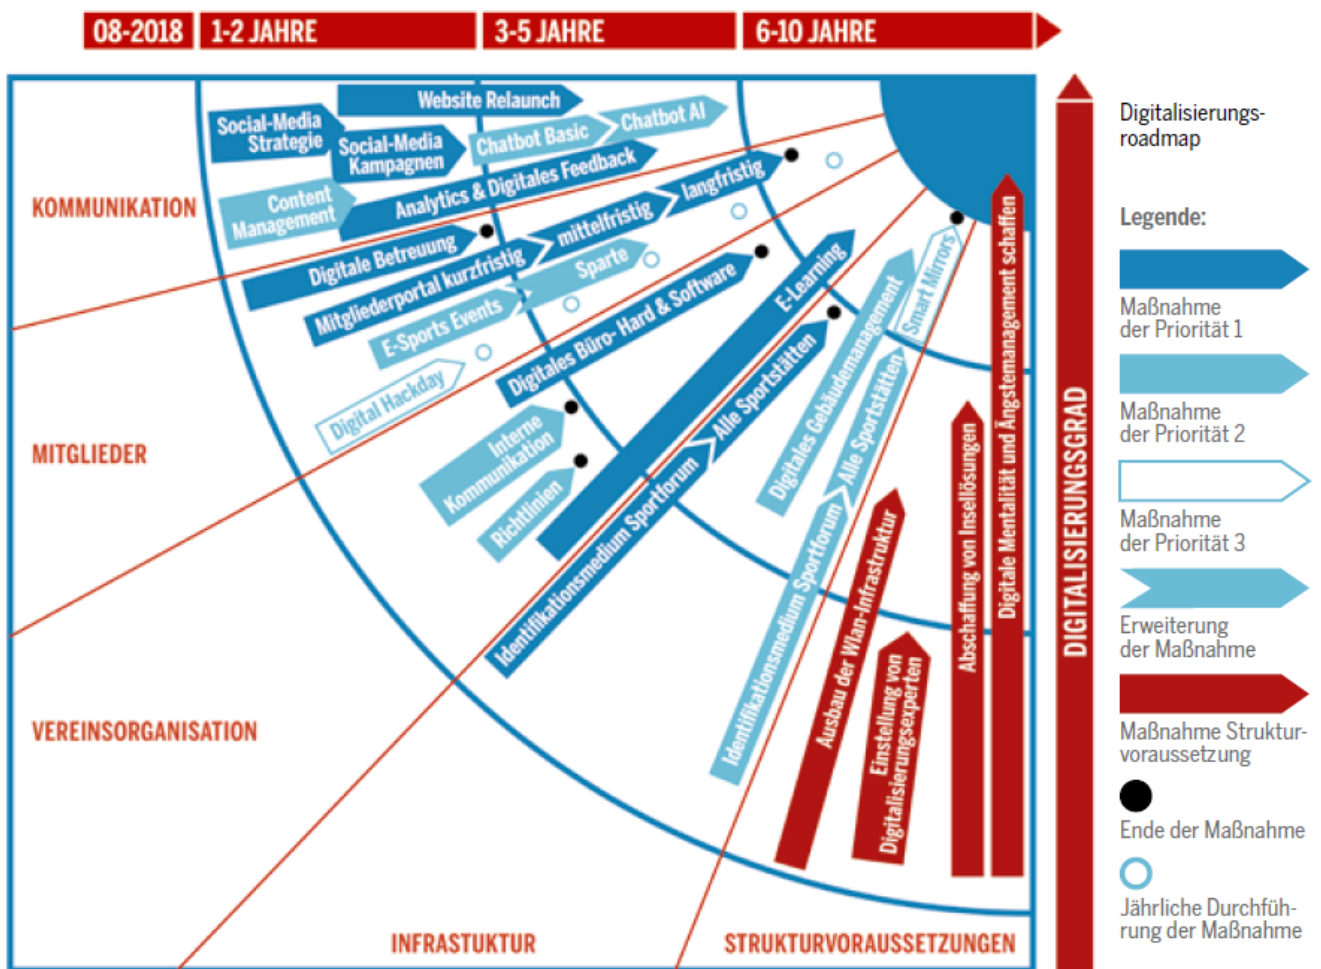 08-2018
1-2 JAHRE
3-5 JAHRE
6-10 JAHRE
KOMMUNIKATION
Social-Media
Strategie
Website Relaunch
Social-Media
Kampagnen
Chatbot Basic
Chatbot AI
Content
Management
Analytics & Digitales Feedback
MITGLIEDER
Digitale Betreuung
Mitgliederportal kurzfristig
mittelfristig
langfristig
E-Sports Events
Sparte
Digital Hackday
VEREINSORGANISATION
Digitales Büro- Hard & Software
Interne
Kommunikation
Richtlinien
E-Learning
INFRASTUKTUR
Identifikationsmedium Sportforum
Alle Sportstätten
Digitales Gebäudemanagement
Smart Mirrors
Identifikationsmedium Sportforum
Alle Sportstätten
STRUKTURVORAUSSETZUNGEN
Ausbau der Wlan-Infrastruktur
Einstellung von
Digitalisierungsexperten
Abschaffung von Insellösungen
Digitale Mentalität und Ängstemanagement schaffen
DIGITALISIERUNGSGRAD
Digitalisierungs-
roadmap
Legende:
Maßnahme
der Priorität 1
Maßnahme
der Priorität 2
Maßnahme
der Priorität 3
Erweiterung
der Maßnahme
Maßnahme Struktur-
voraussetzung
Ende der Maßnahme
Jährliche Durchfüh-
rung der Maßnahme